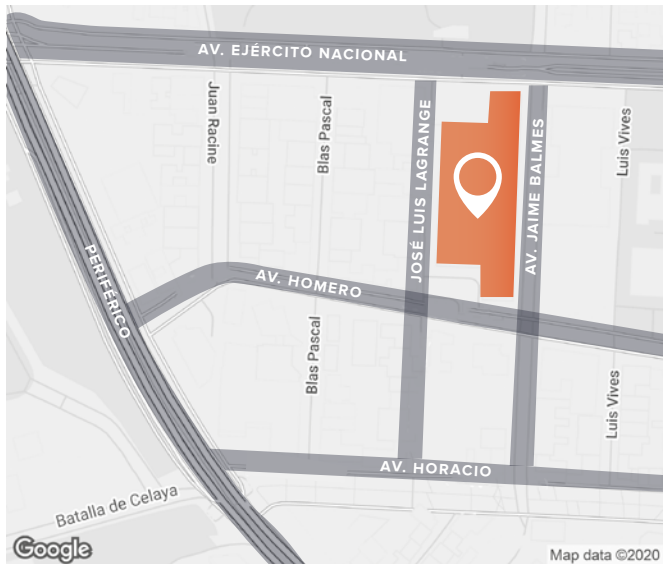 AV. EJÉRCITO NACIONAL
Juan Racine
Blas Pascal
JOSÉ LUIS LAGRANGE
AV. JAIME BALMES
Luis Vives
PERIFÉRICO
AV. HOMERO
Blas Pascal
Luis Vives
AV. HORACIO
Batalla de Celaya
Google
Map data ©2020